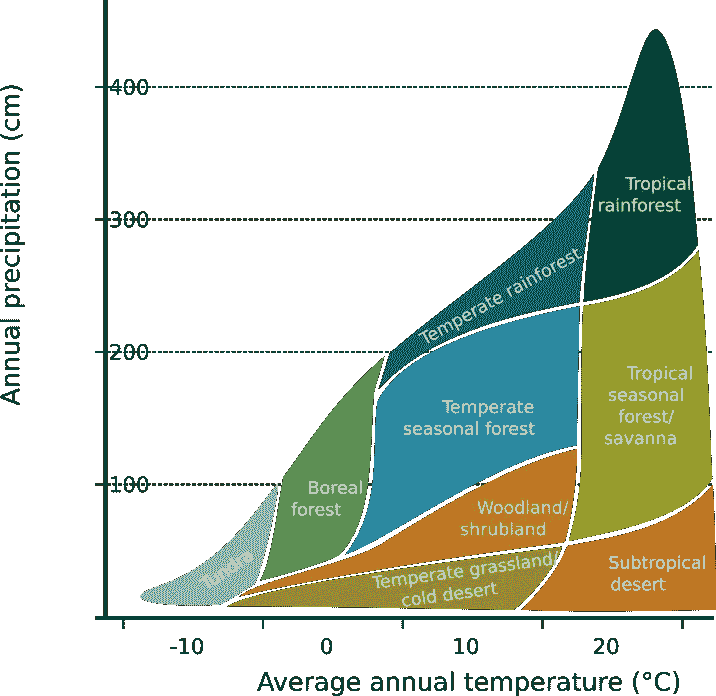 Annual precipitation (cm)
400
300
200
100
Tropical
rainforest
Temperate rainforest
Tropical
seasonal
forest/
savanna
Temperate
seasonal forest
Boreal
forest
Woodland/
shrubland
Tundra
Temperate grassland/
cold desert
Subtropical
desert
-10 0 10 20
Average annual temperature (°C)